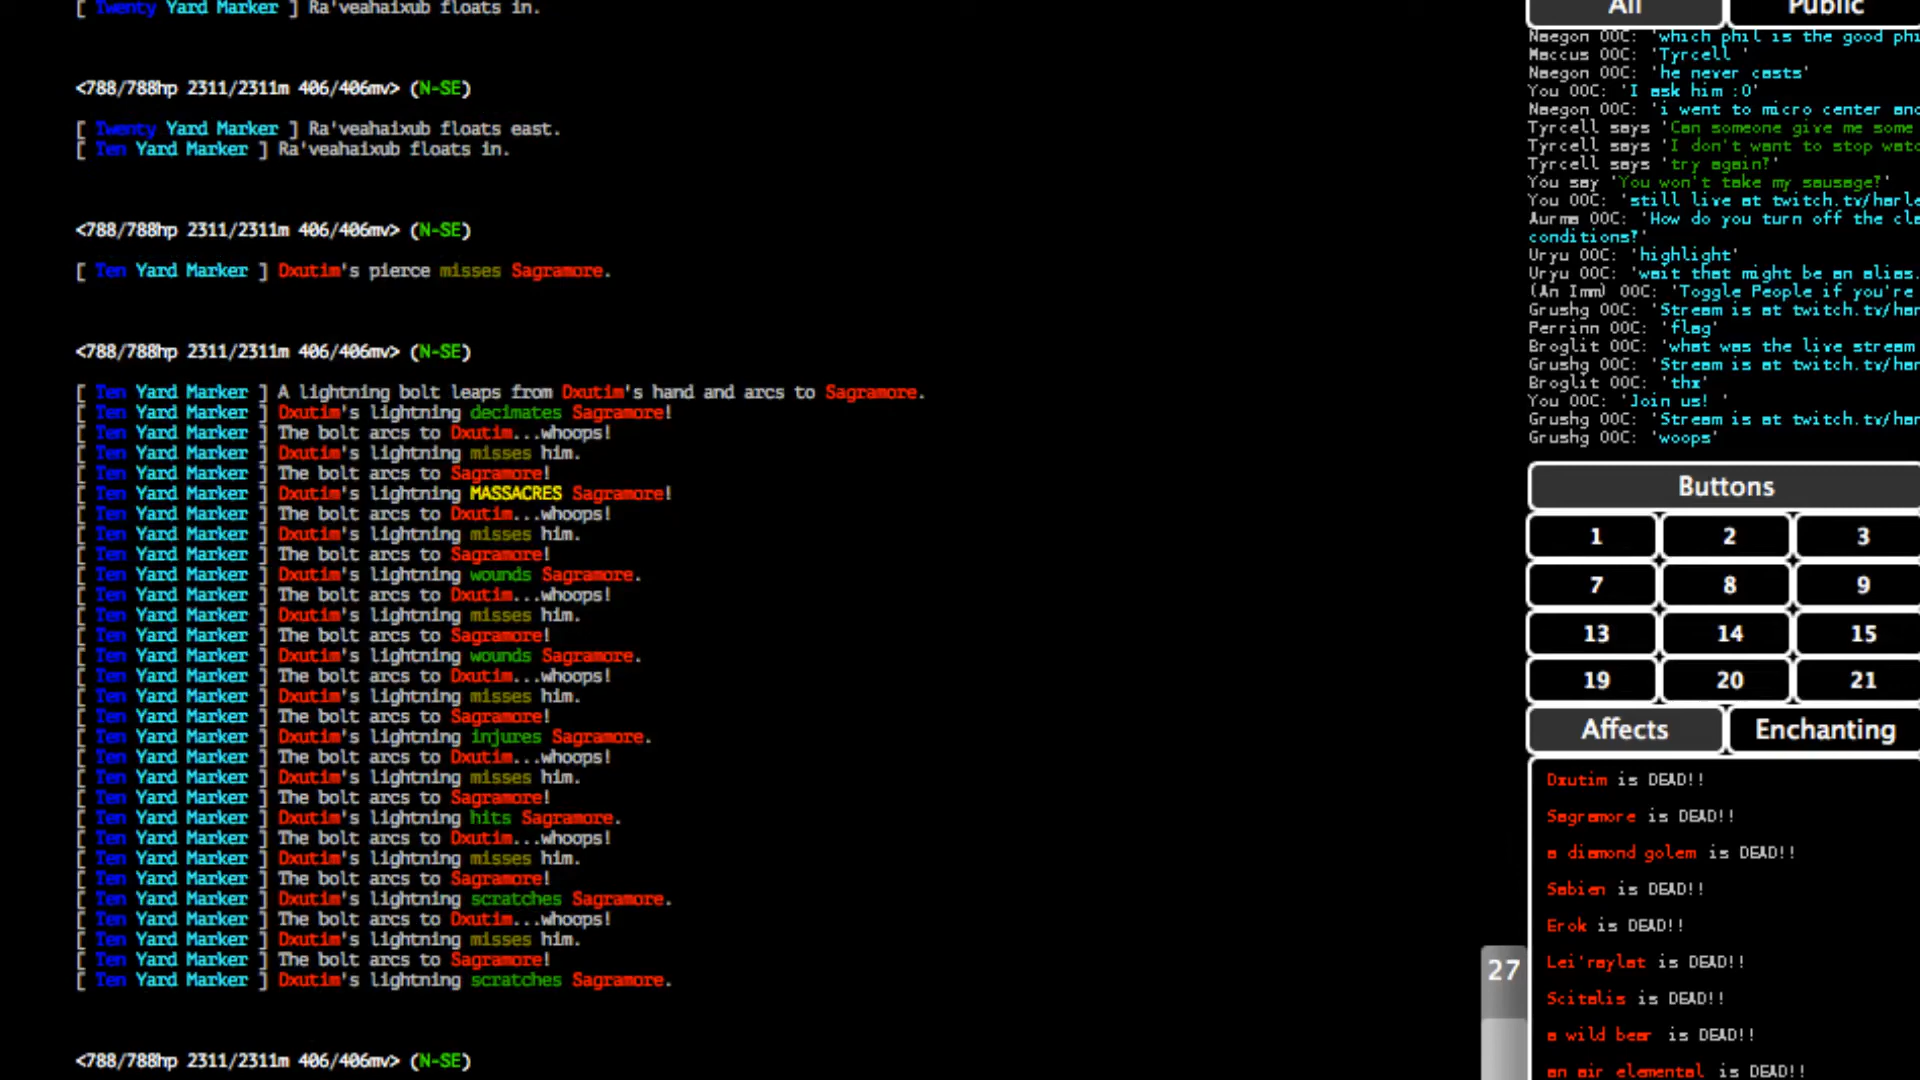 [ Twenty Yard Marker ] Ra'veahaixub floats in.
<788/788hp 2311/2311m 406/406mv> (N-SE)
[ Twenty Yard Marker ] Ra'veahaixub floats east.
[ Ten Yard Marker ] Ra'veahaixub floats in.
<788/788hp 2311/2311m 406/406mv> (N-SE)
[ Ten Yard Marker ] Dxutim's pierce misses Sagramore.
<788/788hp 2311/2311m 406/406mv> (N-SE)
[ Ten Yard Marker ] A lightning bolt leaps from Dxutim's hand and arcs to Sagramore.
[ Ten Yard Marker ] Dxutim's lightning decimates Sagramore!
[ Ten Yard Marker ] The bolt arcs to Dxutim...whoops!
[ Ten Yard Marker ] Dxutim's lightning misses him.
[ Ten Yard Marker ] The bolt arcs to Sagramore!
[ Ten Yard Marker ] Dxutim's lightning MASSACRES Sagramore!
[ Ten Yard Marker ] The bolt arcs to Dxutim...whoops!
[ Ten Yard Marker ] Dxutim's lightning misses him.
[ Ten Yard Marker ] The bolt arcs to Sagramore!
[ Ten Yard Marker ] Dxutim's lightning wounds Sagramore.
[ Ten Yard Marker ] The bolt arcs to Dxutim...whoops!
[ Ten Yard Marker ] Dxutim's lightning misses him.
[ Ten Yard Marker ] The bolt arcs to Sagramore!
[ Ten Yard Marker ] Dxutim's lightning wounds Sagramore.
[ Ten Yard Marker ] The bolt arcs to Dxutim...whoops!
[ Ten Yard Marker ] Dxutim's lightning misses him.
[ Ten Yard Marker ] The bolt arcs to Sagramore!
[ Ten Yard Marker ] Dxutim's lightning injures Sagramore.
[ Ten Yard Marker ] The bolt arcs to Dxutim...whoops!
[ Ten Yard Marker ] Dxutim's lightning misses him.
[ Ten Yard Marker ] The bolt arcs to Sagramore!
[ Ten Yard Marker ] Dxutim's lightning hits Sagramore.
[ Ten Yard Marker ] The bolt arcs to Dxutim...whoops!
[ Ten Yard Marker ] Dxutim's lightning misses him.
[ Ten Yard Marker ] The bolt arcs to Sagramore!
[ Ten Yard Marker ] Dxutim's lightning scratches Sagramore.
[ Ten Yard Marker ] The bolt arcs to Dxutim...whoops!
[ Ten Yard Marker ] Dxutim's lightning misses him.
[ Ten Yard Marker ] The bolt arcs to Sagramore!
[ Ten Yard Marker ] Dxutim's lightning scratches Sagramore.
<788/788hp 2311/2311m 406/406mv> (N-SE)
27
All Public
Naegon OOC: 'which phil is the good phi
Maccus OOC: 'Tyrcell '
Naegon OOC: 'he never casts'
You OOC: 'I ask him :O'
Naegon OOC: 'i went to micro center and
Tyrcell says 'Can someone give me some
Tyrcell says 'I don't want to stop watc
Tyrcell says 'try again?'
You say 'You won't take my sausage?'
You OOC: 'still live at twitch.tv/harle
Aurma OOC: 'How do you turn off the cla
conditions?'
Uryu OOC: 'highlight'
Uryu OOC: 'wait that might be an alias.
(An Imm) OOC: 'Toggle People if you're
Grushg OOC: 'Stream is at twitch.tv/har
Perrinn OOC: 'flag'
Broglit OOC: 'what was the live stream
Grushg OOC: 'Stream is at twitch.tv/har
Broglit OOC: 'thx'
You OOC: 'Join us! '
Grushg OOC: 'Stream is at twitch.tv/har
Grushg OOC: 'woops'
Buttons
1 2 3
7 8 9
13 14 15
19 20 21
Affects Enchanting
Dxutim is DEAD!!
Sagramore is DEAD!!
a diamond golem is DEAD!!
Sabien is DEAD!!
Erok is DEAD!!
Lei'raylat is DEAD!!
Scitalis is DEAD!!
a wild bear is DEAD!!
an air elemental is DEAD!!